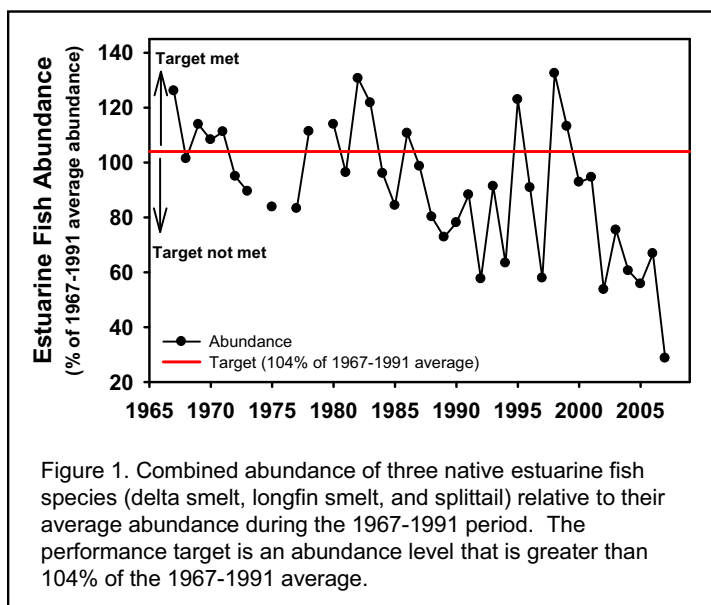 Estuarine Fish Abundance
(% of 1967-1991 average abundance)
140
120
100
80
60
40
20
Target met
Target not met
Abundance
Target (104% of 1967-1991 average)
1965 1970 1975 1980 1985 1990 1995 2000 2005
Figure 1. Combined abundance of three native estuarine fish
species (delta smelt, longfin smelt, and splittail) relative to their
average abundance during the 1967-1991 period. The
performance target is an abundance level that is greater than
104% of the 1967-1991 average.